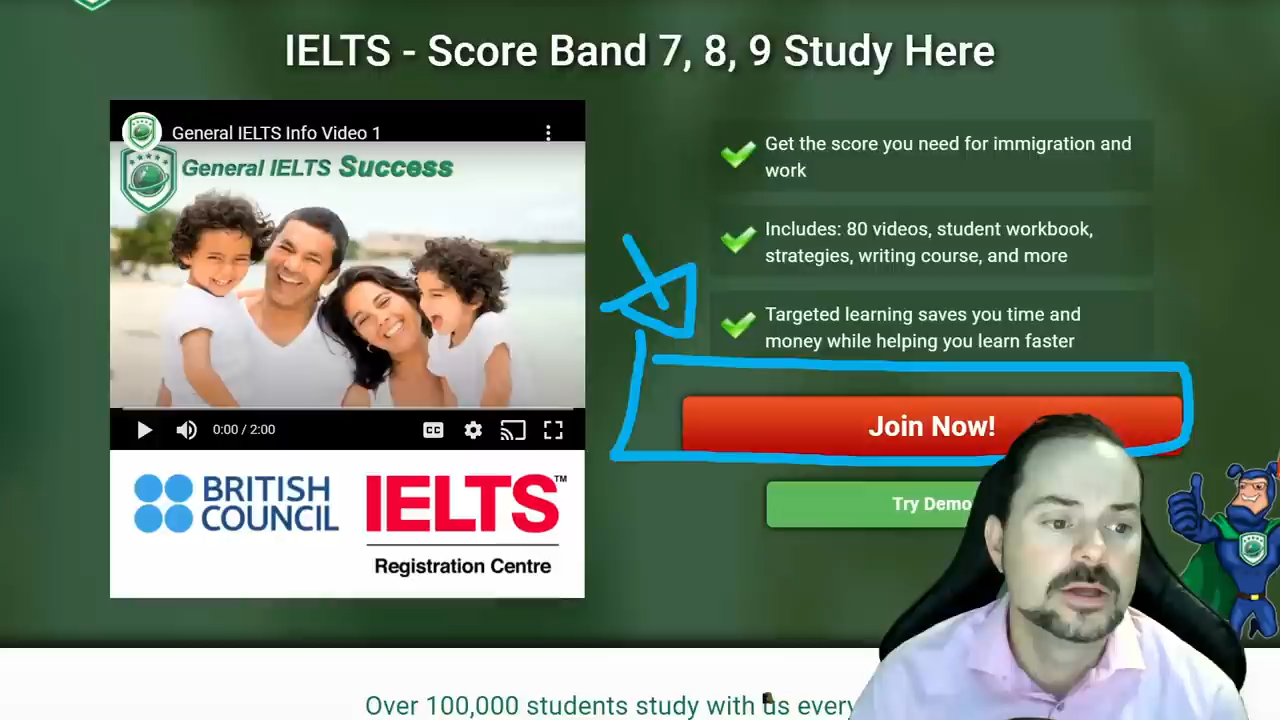 IELTS - Score Band 7, 8, 9 Study Here
General IELTS Info Video 1
General IELTS Success
Get the score you need for immigration and
work
Includes: 80 videos, student workbook,
strategies, writing course, and more
Targeted learning saves you time and
money while helping you learn faster
0:00 / 2:00
CC
Join Now!
Try Demo
BRITISH
COUNCIL
IELTS™
Registration Centre
Over 100,000 students study with us every